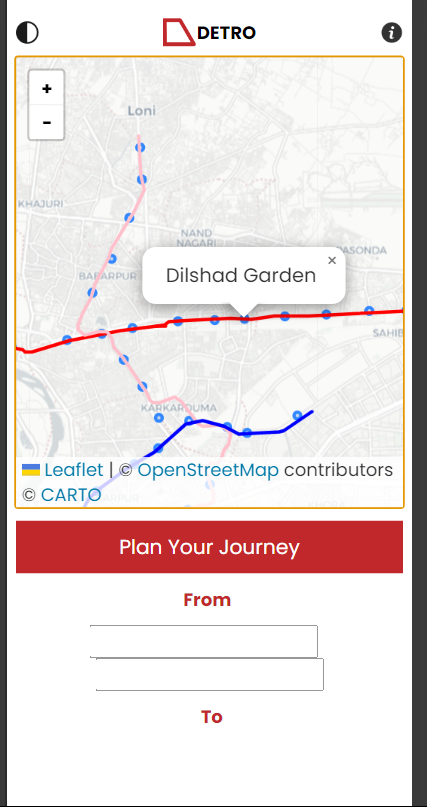 DETRO
i
+
-
Loni
KHAJURI
NAND
NAGARI
PASONDA
×
Dilshad Garden
BABARPUR
SAHIB
KARKARDUMA
Leaflet | © OpenStreetMap contributors
© CARTO
Plan Your Journey
From
To